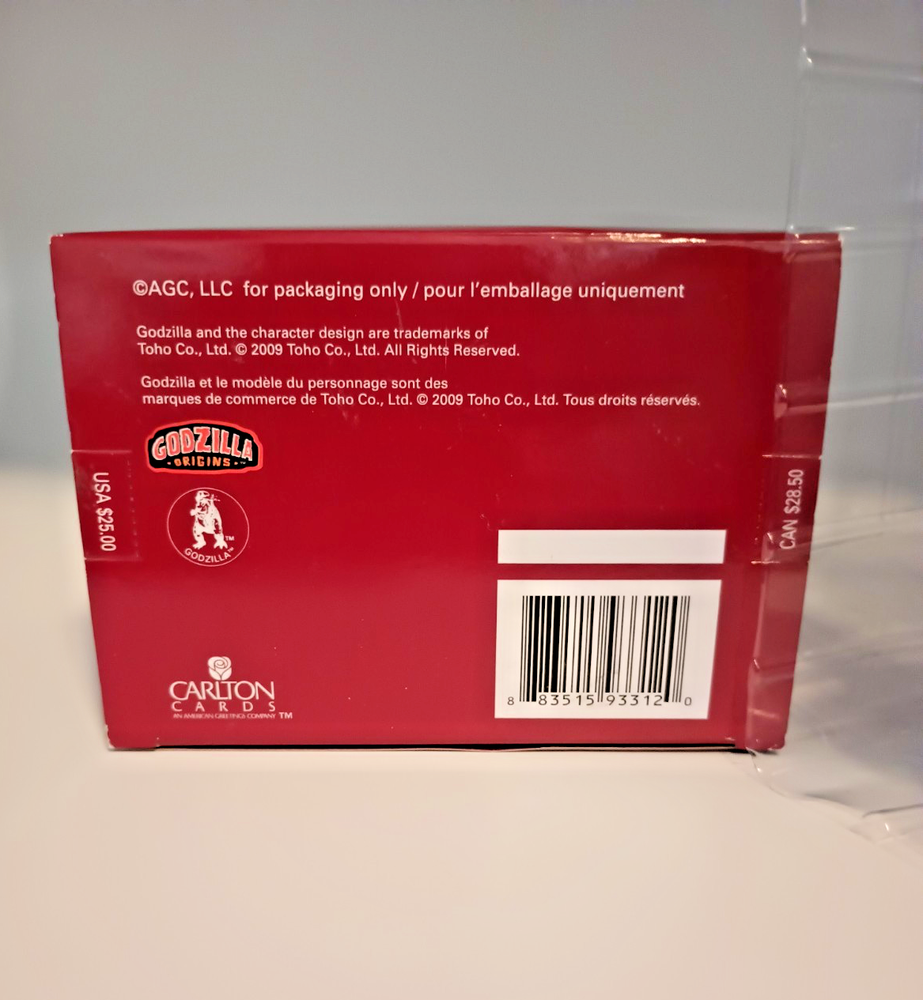 ©AGC, LLC for packaging only / pour l'emballage uniquement
Godzilla and the character design are trademarks of
Toho Co., Ltd. © 2009 Toho Co., Ltd. All Rights Reserved.
Godzilla et le modèle du personnage sont des
marques de commerce de Toho Co., Ltd. © 2009 Toho Co., Ltd. Tous droits réservés.
GODZILLA
ORIGINS
USA $25.00
CAN $28.50
TM
GODZILLA
8 83515 93312 0
CARLTON
CARDS
AN AMERICAN GREETINGS COMPANY TM